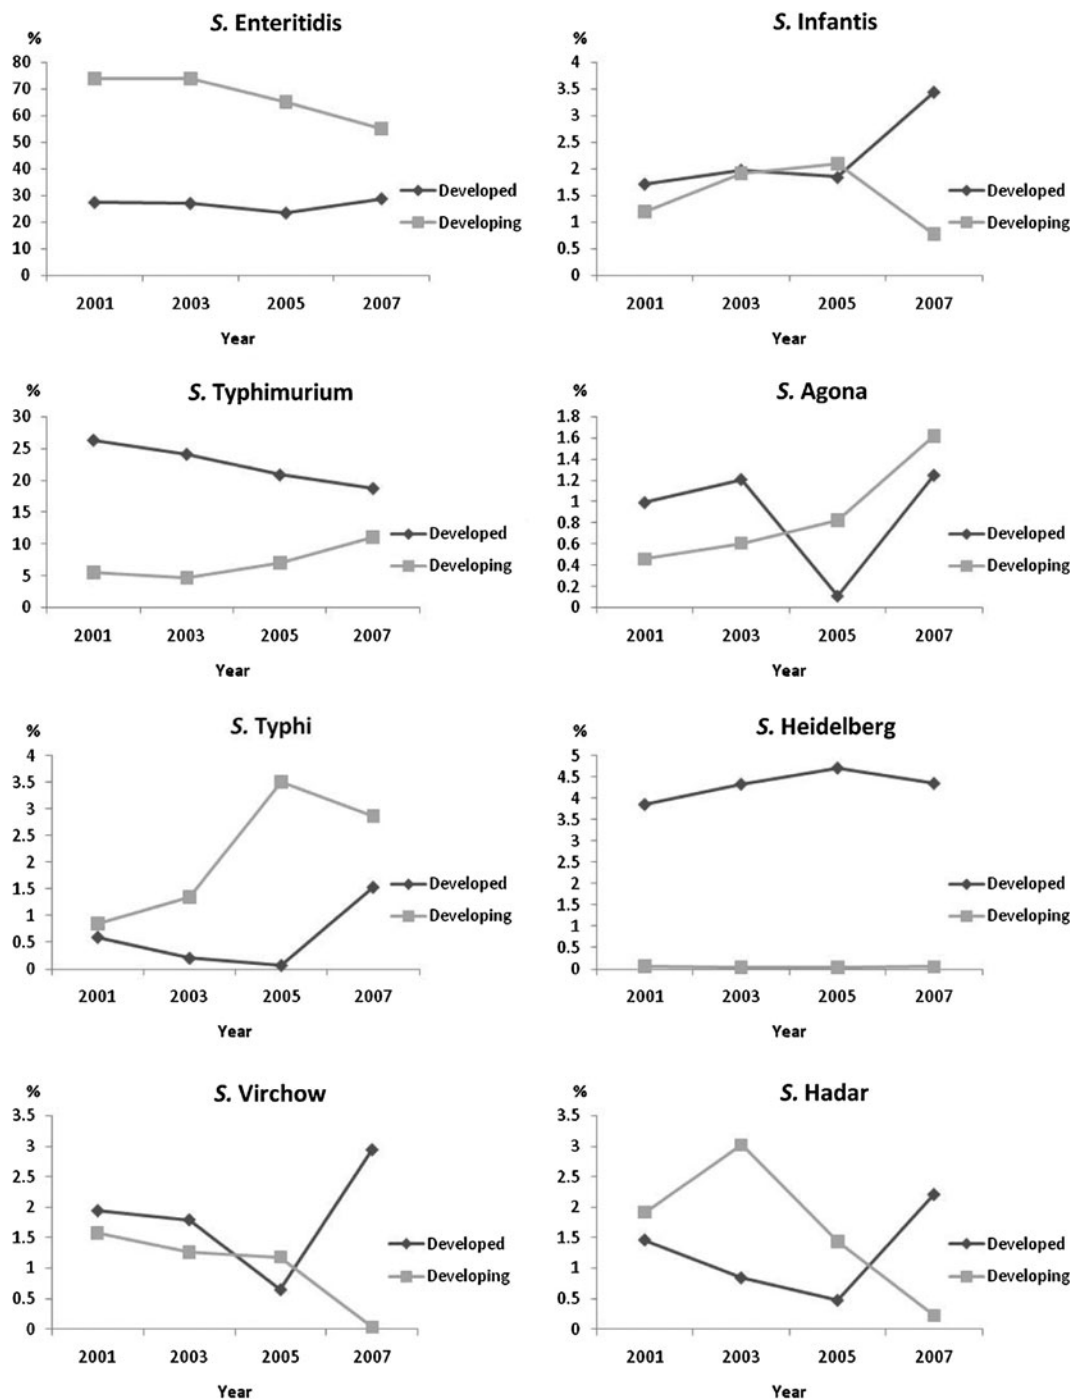 S. Enteritidis
%
80
70
60
50
40
30
20
10
0
2001 2003 2005 2007
Year
Developed
Developing
S. Infantis
%
4
3.5
3
2.5
2
1.5
1
0.5
0
2001 2003 2005 2007
Year
Developed
Developing
S. Typhimurium
%
30
25
20
15
10
5
0
2001 2003 2005 2007
Year
Developed
Developing
S. Agona
%
1.8
1.6
1.4
1.2
1
0.8
0.6
0.4
0.2
0
2001 2003 2005 2007
Year
Developed
Developing
S. Typhi
%
4
3.5
3
2.5
2
1.5
1
0.5
0
2001 2003 2005 2007
Year
Developed
Developing
S. Heidelberg
%
5
4.5
4
3.5
3
2.5
2
1.5
1
0.5
0
2001 2003 2005 2007
Year
Developed
Developing
S. Virchow
%
3.5
3
2.5
2
1.5
1
0.5
0
2001 2003 2005 2007
Year
Developed
Developing
S. Hadar
%
3.5
3
2.5
2
1.5
1
0.5
0
2001 2003 2005 2007
Year
Developed
Developing